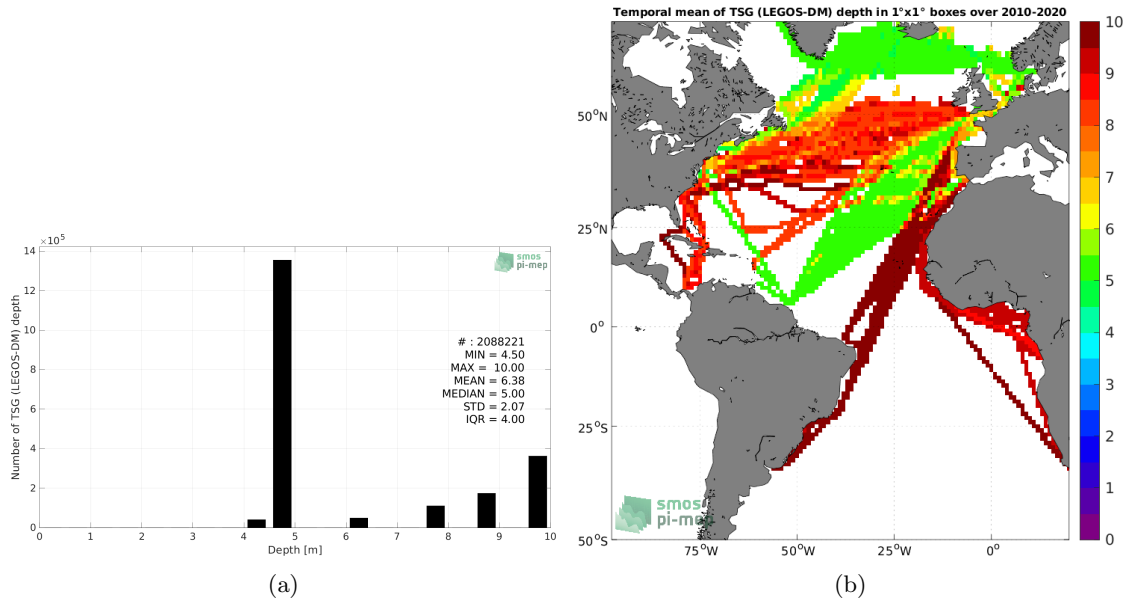 Temporal mean of TSG (LEGOS-DM) depth in 1°x1° boxes over 2010-2020
×10⁵
14
12
10
8
6
4
2
0
Number of TSG (LEGOS-DM) depth
smos
pi-mep
# : 2088221
MIN = 4.50
MAX = 10.00
MEAN = 6.38
MEDIAN = 5.00
STD = 2.07
IQR = 4.00
0 1 2 3 4 5 6 7 8 9 10
Depth [m]
(a)
50°N
25°N
0°
25°S
50°S
75°W 50°W 25°W 0°
smos
pi-mep
10
9
8
7
6
5
4
3
2
1
0
(b)